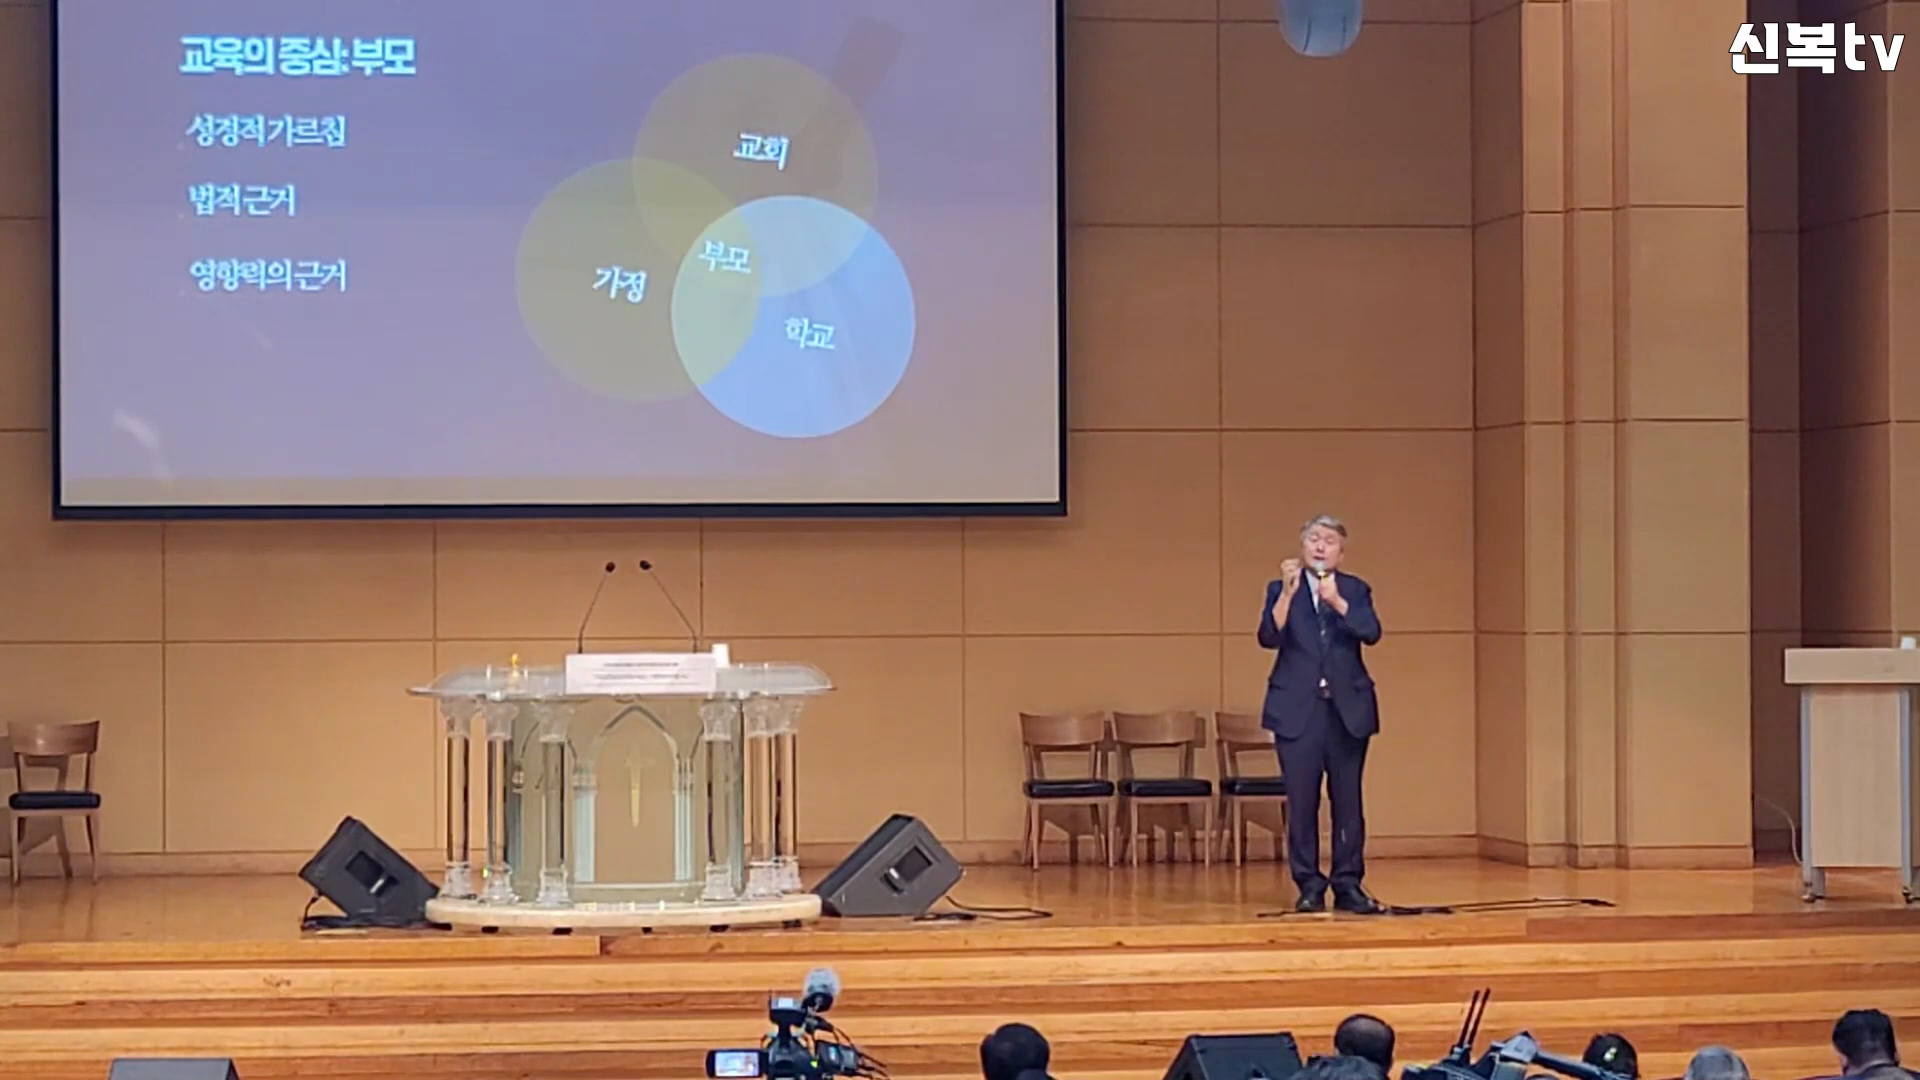 신복tv
교육의 중심: 부모
성경적 가르침
법적 근거
영향력의 근거
교회
부모
가정
학교